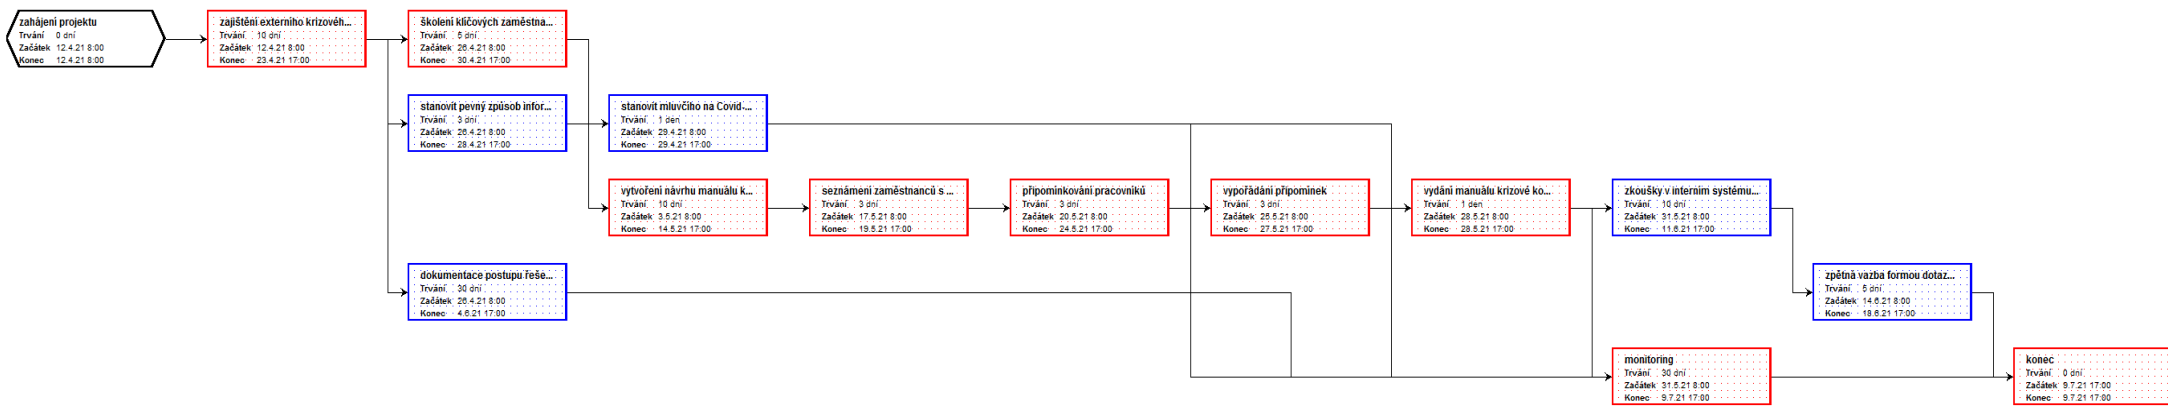 zahájení projektu
Trvání 0 dní
Začátek 12.4.21 8:00
Konec 12.4.21 8:00
zajištění externího krizovéh...
Trvání 10 dní
Začátek 12.4.21 8:00
Konec 23.4.21 17:00
školení klíčových zaměstna...
Trvání 5 dní
Začátek 26.4.21 8:00
Konec 30.4.21 17:00
stanovit pevný způsob infor...
Trvání 3 dní
Začátek 26.4.21 8:00
Konec 28.4.21 17:00
stanovit mluvčího na Covid-...
Trvání 1 den
Začátek 29.4.21 8:00
Konec 29.4.21 17:00
vytvoření návrhu manuálu k...
Trvání 10 dní
Začátek 3.5.21 8:00
Konec 14.5.21 17:00
seznámení zaměstnanců s ...
Trvání 3 dní
Začátek 17.5.21 8:00
Konec 19.5.21 17:00
připomínkování pracovníků
Trvání 3 dní
Začátek 20.5.21 8:00
Konec 24.5.21 17:00
vypořádání připomínek
Trvání 3 dní
Začátek 25.5.21 8:00
Konec 27.5.21 17:00
vydání manuálu krizové ko...
Trvání 1 den
Začátek 28.5.21 8:00
Konec 28.5.21 17:00
zkoušky v interním systému...
Trvání 10 dní
Začátek 31.5.21 8:00
Konec 11.6.21 17:00
dokumentace postupu řeše...
Trvání 30 dní
Začátek 26.4.21 8:00
Konec 4.6.21 17:00
zpětná vazba formou dotaz...
Trvání 5 dní
Začátek 14.6.21 8:00
Konec 18.6.21 17:00
monitoring
Trvání 30 dní
Začátek 31.5.21 8:00
Konec 9.7.21 17:00
konec
Trvání 0 dní
Začátek 9.7.21 17:00
Konec 9.7.21 17:00